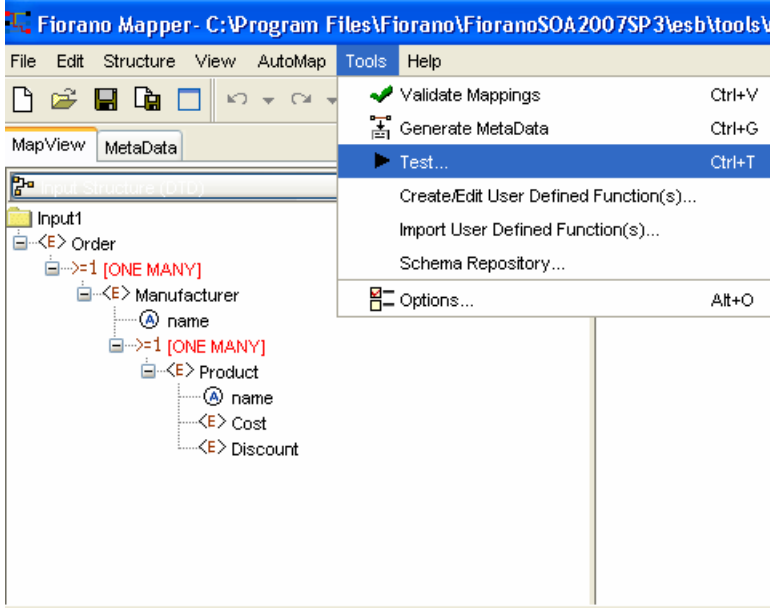 Fiorano Mapper- C:\Program Files\Fiorano\FioranoSOA2007SP3\esb\tools\
File Edit Structure View AutoMap Tools Help
Validate Mappings Ctrl+V
Generate MetaData Ctrl+G
Test... Ctrl+T
Create/Edit User Defined Function(s)...
Import User Defined Function(s)...
Schema Repository...
Options... Alt+O
MapView MetaData
Input Structure (DTD)
Input1
<E> Order
>=1 [ONE MANY]
<E> Manufacturer
A name
>=1 [ONE MANY]
<E> Product
A name
<E> Cost
<E> Discount